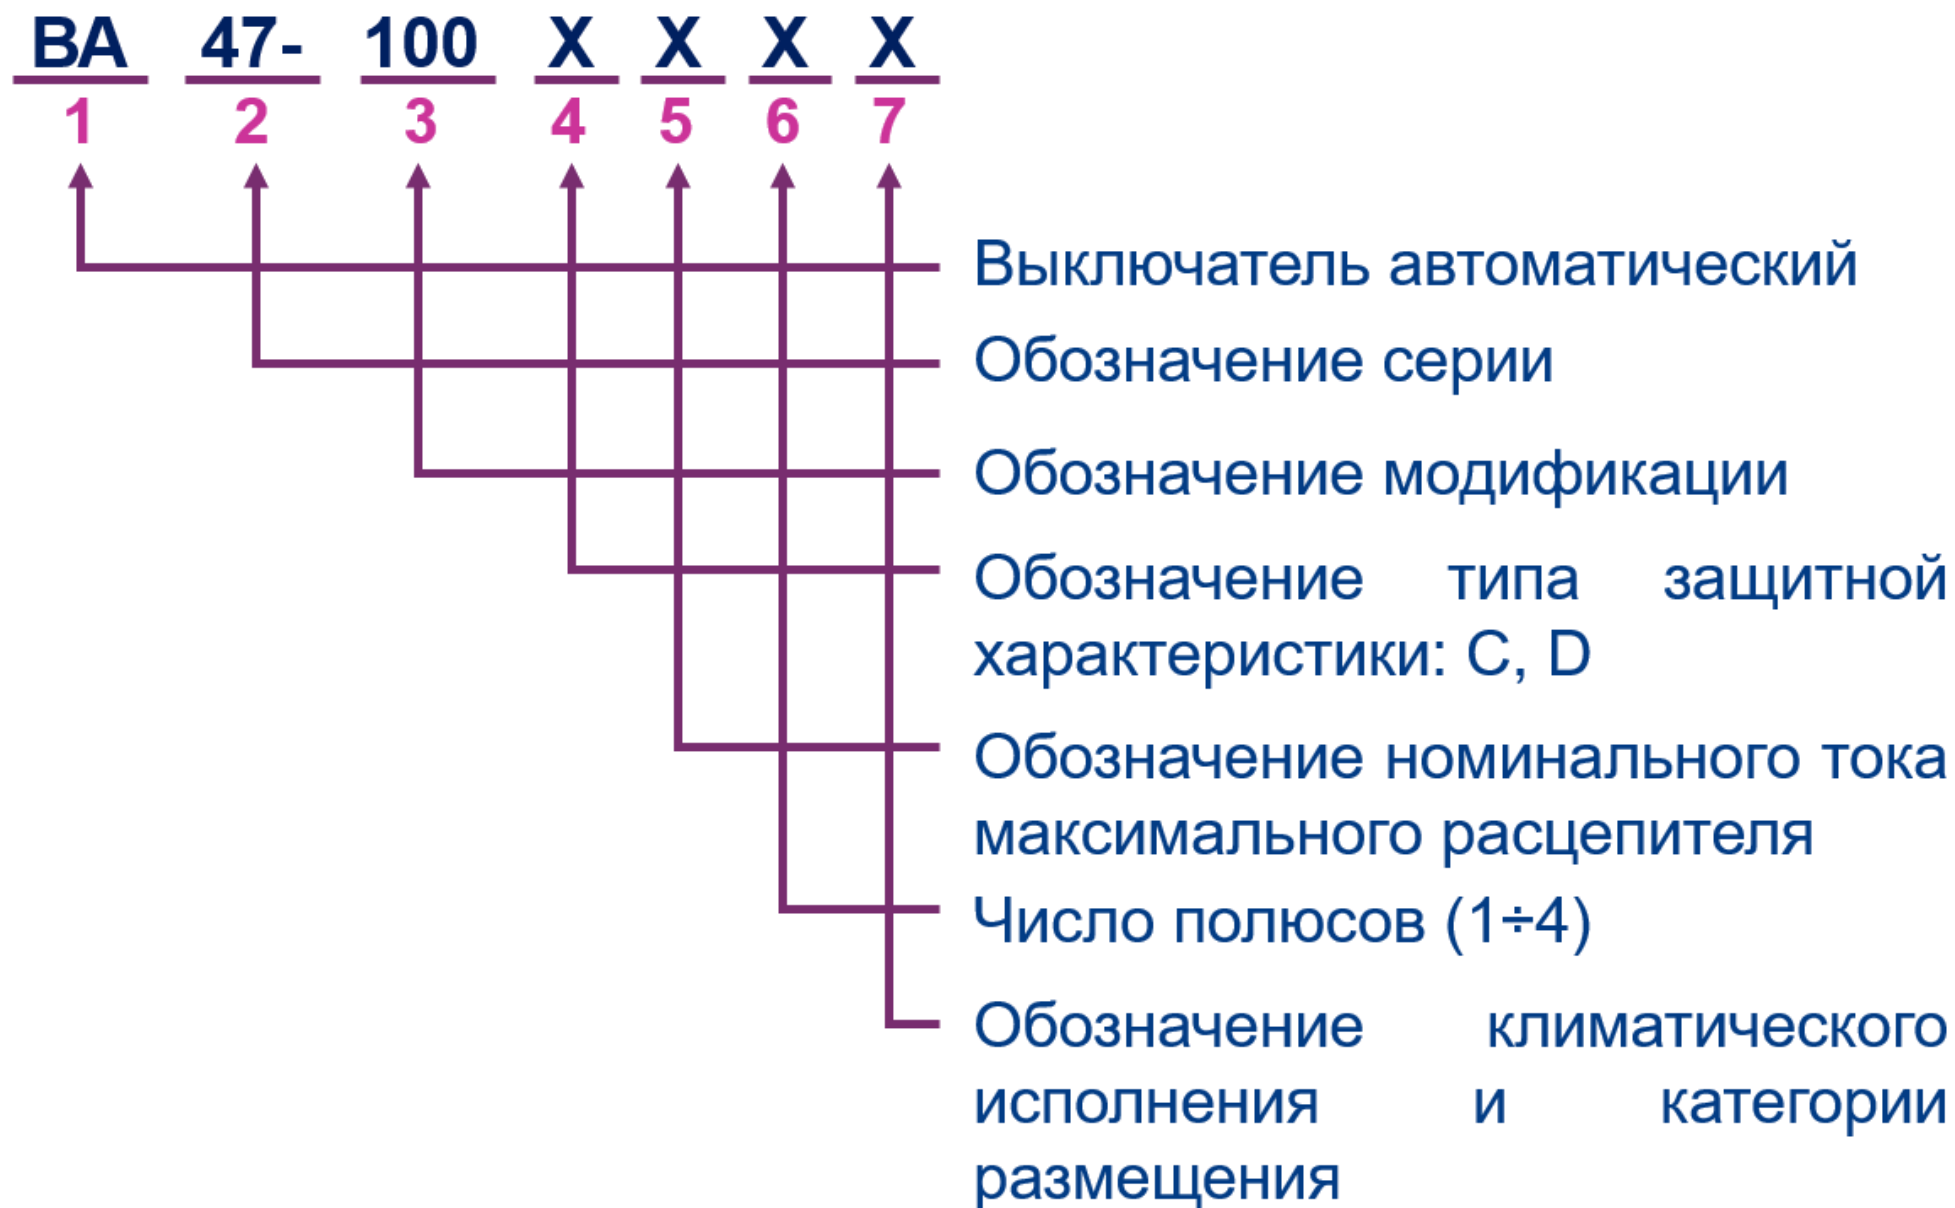 ВА 47- 100 Х Х Х Х
1 2 3 4 5 6 7
Выключатель автоматический
Обозначение серии
Обозначение модификации
Обозначение типа защитной
характеристики: C, D
Обозначение номинального тока
максимального расцепителя
Число полюсов (1÷4)
Обозначение климатического
исполнения и категории
размещения